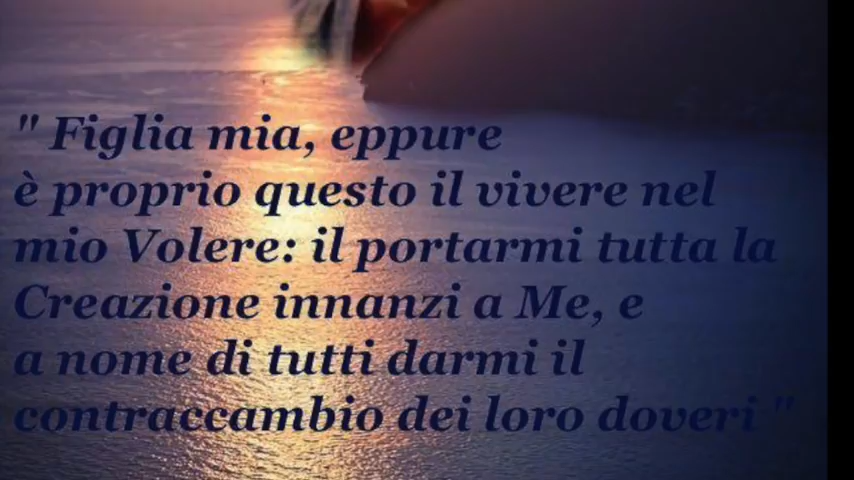 " Figlia mia, eppure
è proprio questo il vivere nel
mio Volere: il portarmi tutta la
Creazione innanzi a Me, e
a nome di tutti darmi il
contraccambio dei loro doveri "